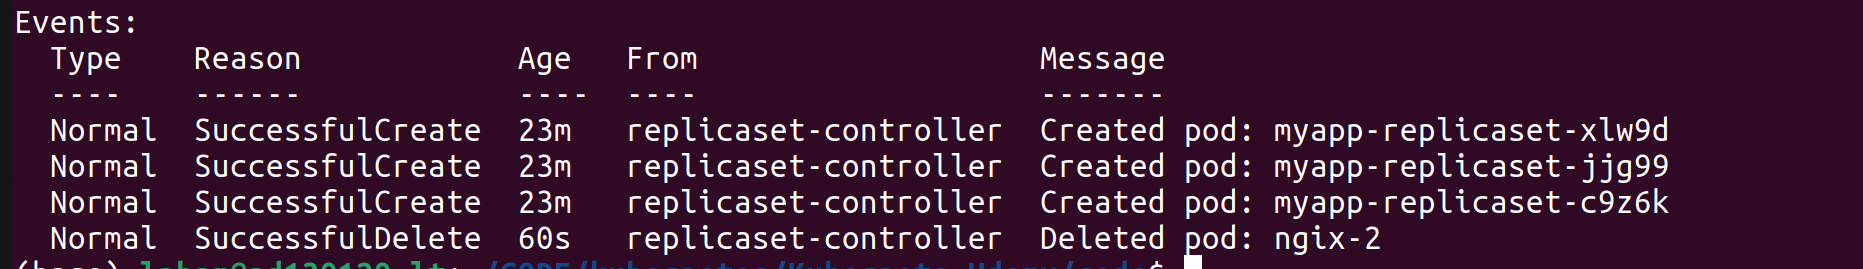 Events:
  Type    Reason            Age   From                   Message
  ----    ------            ----  ----                   -------
  Normal  SuccessfulCreate  23m   replicaset-controller  Created pod: myapp-replicaset-xlw9d
  Normal  SuccessfulCreate  23m   replicaset-controller  Created pod: myapp-replicaset-jjg99
  Normal  SuccessfulCreate  23m   replicaset-controller  Created pod: myapp-replicaset-c9z6k
  Normal  SuccessfulDelete  60s   replicaset-controller  Deleted pod: ngix-2
(base)